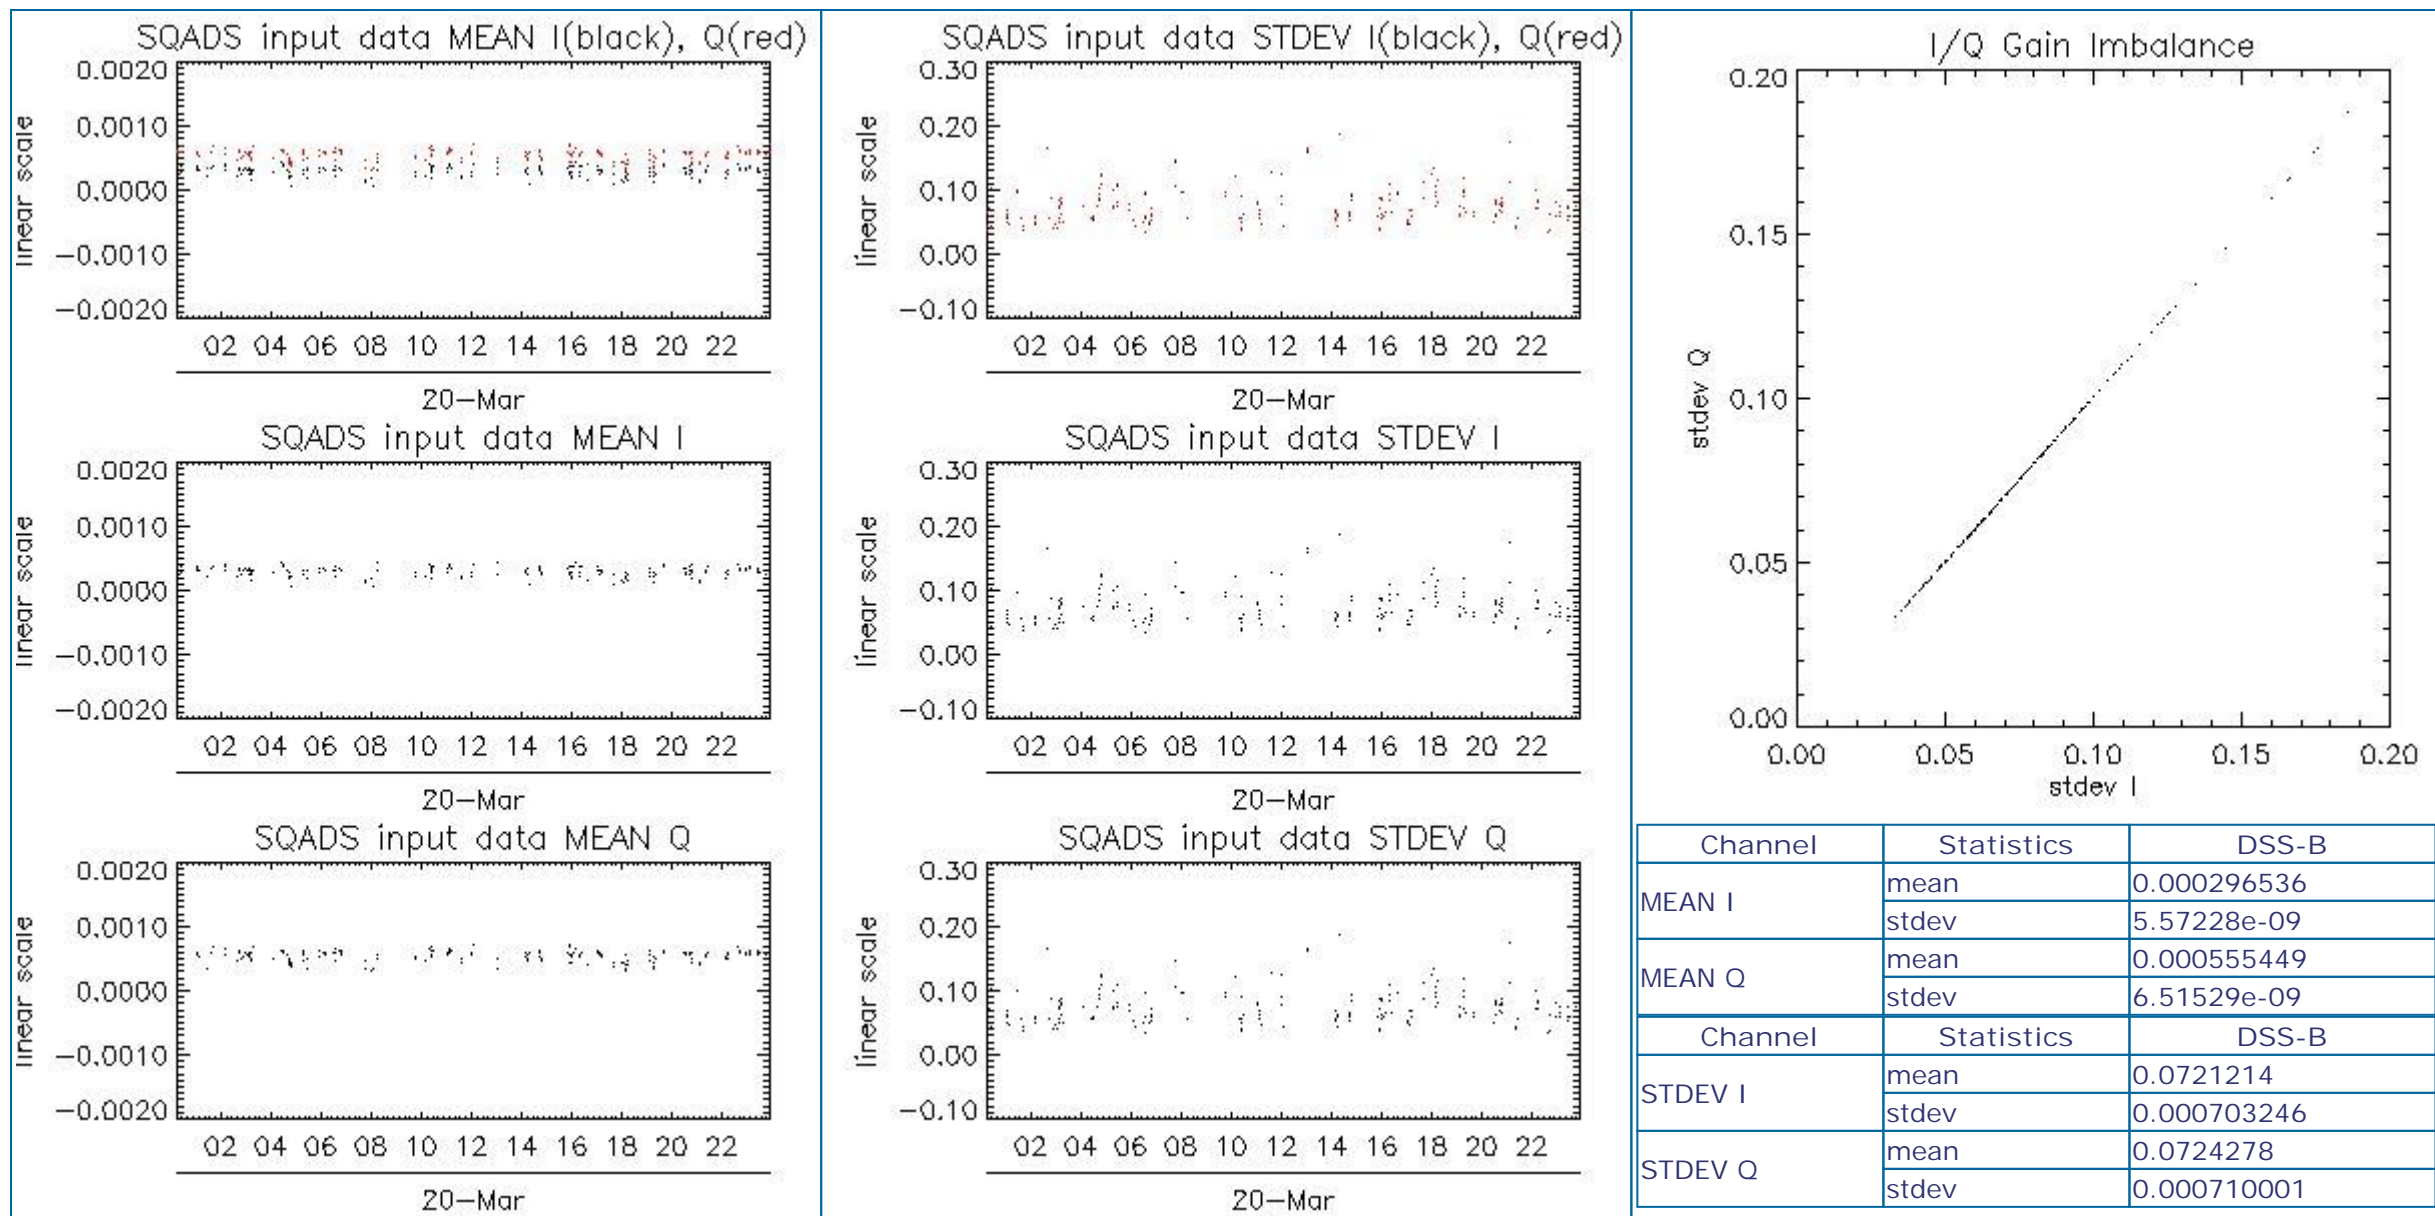 SQADS input data MEAN I(black), Q(red)
0.0020
0.0010
0.0000
−0.0010
−0.0020
linear scale
02 04 06 08 10 12 14 16 18 20 22
20−Mar
SQADS input data MEAN I
0.0020
0.0010
0.0000
−0.0010
−0.0020
linear scale
02 04 06 08 10 12 14 16 18 20 22
20−Mar
SQADS input data MEAN Q
0.0020
0.0010
0.0000
−0.0010
−0.0020
linear scale
02 04 06 08 10 12 14 16 18 20 22
20−Mar
SQADS input data STDEV I(black), Q(red)
0.30
0.20
0.10
0.00
−0.10
linear scale
02 04 06 08 10 12 14 16 18 20 22
20−Mar
SQADS input data STDEV I
0.30
0.20
0.10
0.00
−0.10
linear scale
02 04 06 08 10 12 14 16 18 20 22
20−Mar
SQADS input data STDEV Q
0.30
0.20
0.10
0.00
−0.10
linear scale
02 04 06 08 10 12 14 16 18 20 22
20−Mar
I/Q Gain Imbalance
0.20
0.15
0.10
0.05
0.00
stdev Q
0.00 0.05 0.10 0.15 0.20
stdev I
Channel Statistics DSS-B
MEAN I mean 0.000296536
stdev 5.57228e-09
MEAN Q mean 0.000555449
stdev 6.51529e-09
Channel Statistics DSS-B
STDEV I mean 0.0721214
stdev 0.000703246
STDEV Q mean 0.0724278
stdev 0.000710001